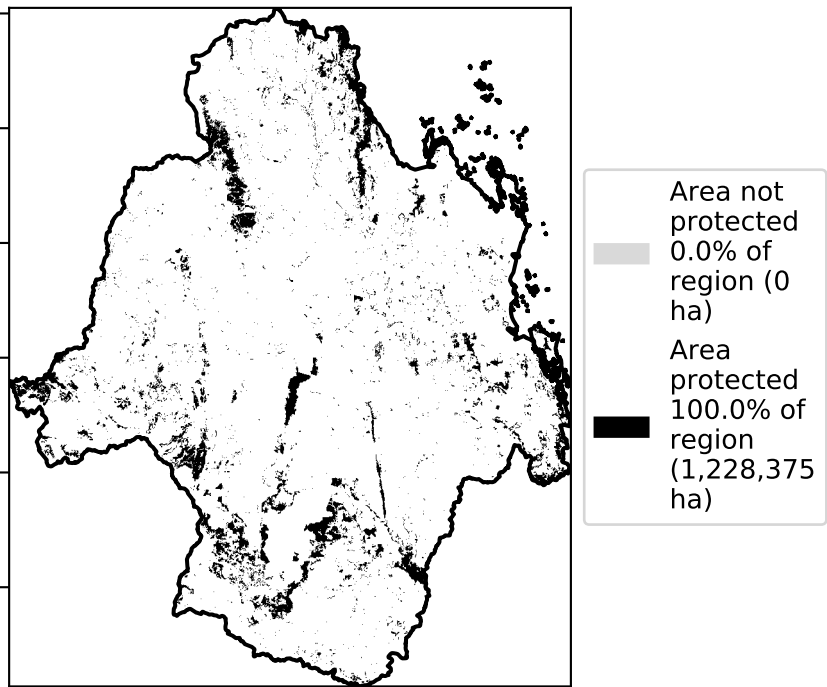 Area not
protected
0.0% of
region (0
ha)
Area
protected
100.0% of
region
(1,228,375
ha)